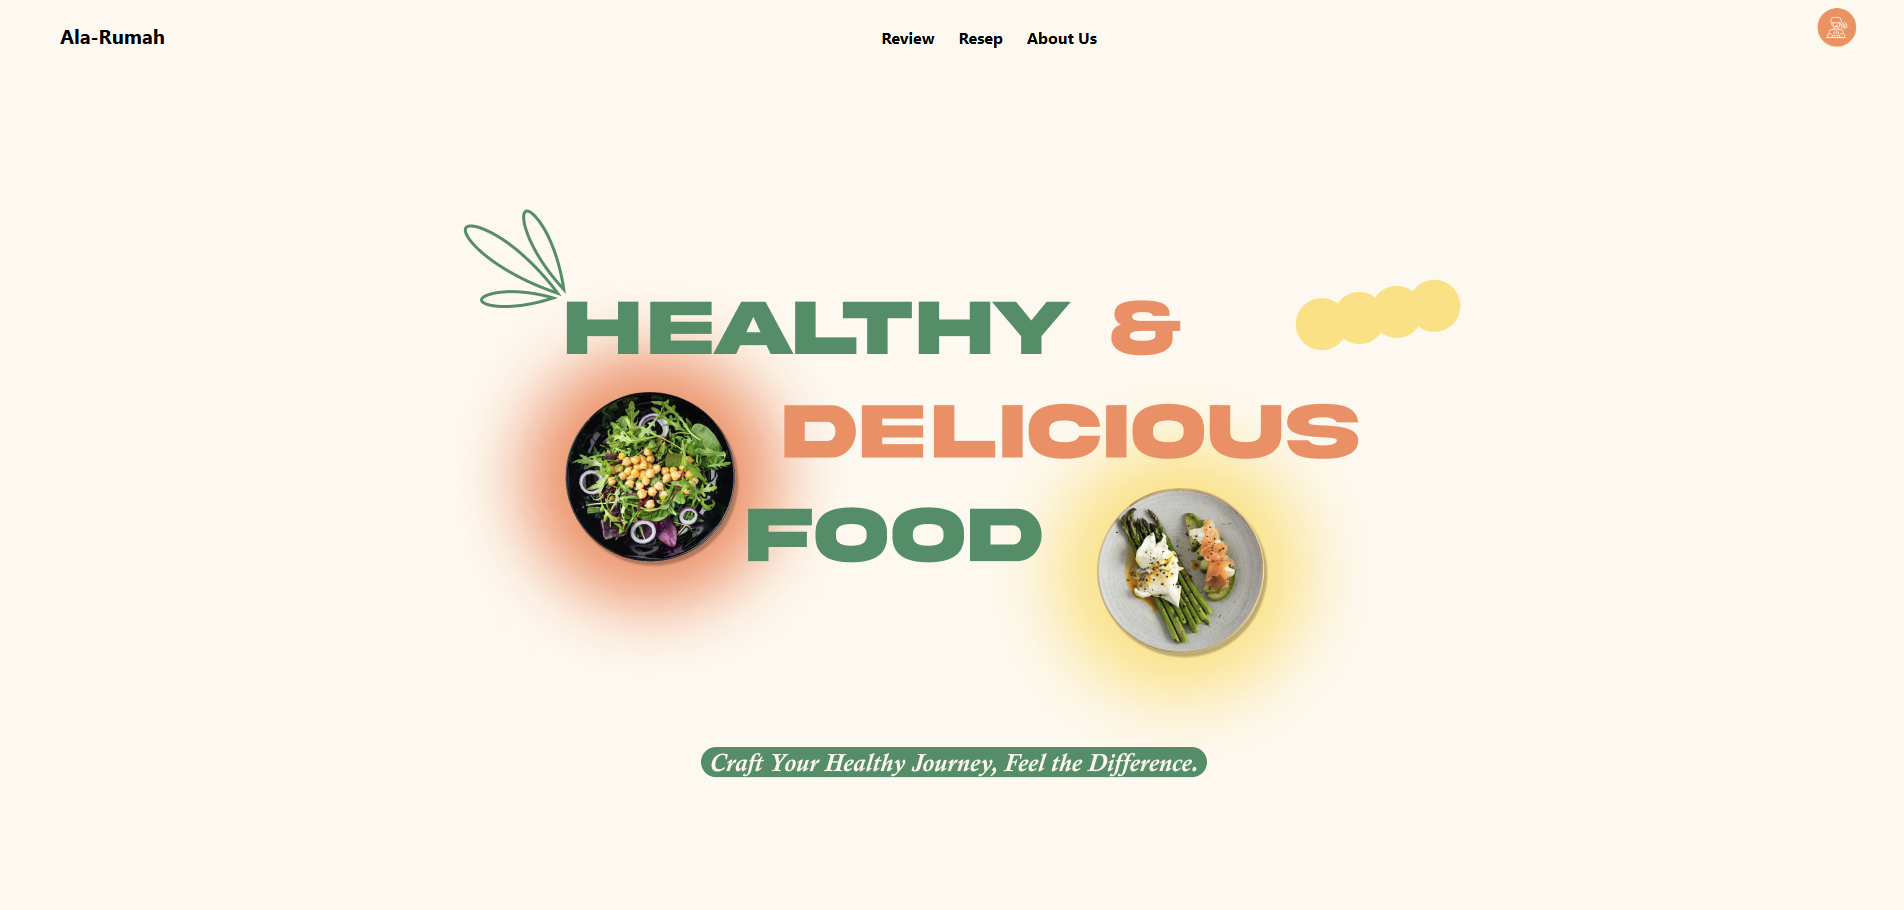 Ala-Rumah
Review Resep About Us
HEALTHY &
DELICIOUS
FOOD
Craft Your Healthy Journey, Feel the Difference.